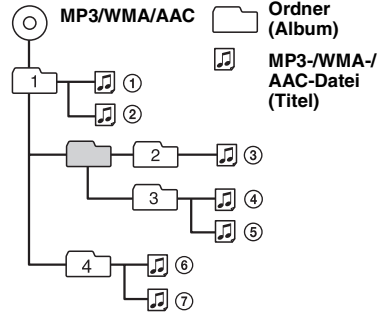 MP3/WMA/AAC
Ordner
(Album)
MP3-/WMA-/
AAC-Datei
(Titel)
1 ①
②
2 ③
3 ④
⑤
4 ⑥
⑦